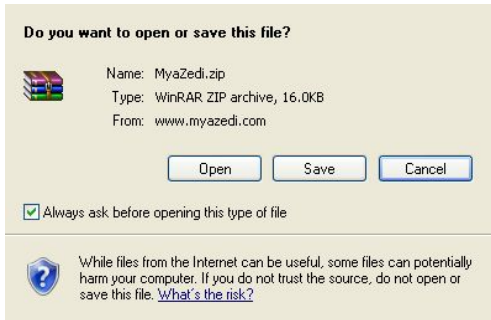 Do you want to open or save this file?
Name: MyaZedi.zip
Type: WinRAR ZIP archive, 16.0KB
From: www.myazedi.com
Open Save Cancel
Always ask before opening this type of file
While files from the Internet can be useful, some files can potentially
harm your computer. If you do not trust the source, do not open or
save this file. What's the risk?